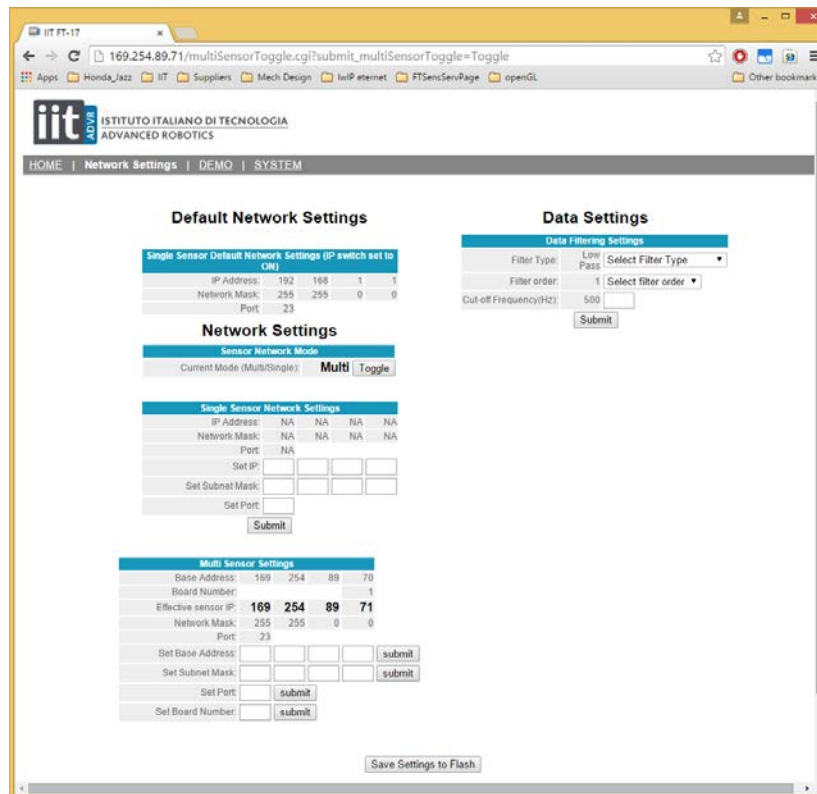 IIT FT-17
169.254.89.71/multiSensorToggle.cgi?submit_multiSensorToggle=Toggle
Apps Honda_Jazz IIT Suppliers Mech Design lwIP eternet FTSensServPage openGL Other bookmark
iit ADVR
ISTITUTO ITALIANO DI TECNOLOGIA
ADVANCED ROBOTICS
HOME | Network Settings | DEMO | SYSTEM
Default Network Settings
Single Sensor Default Network Settings (IP switch set to ON)
IP Address: 192 168 1 1
Network Mask: 255 255 0 0
Port: 23
Network Settings
Sensor Network Mode
Current Mode (Multi/Single): Multi Toggle
Single Sensor Network Settings
IP Address: NA NA NA NA
Network Mask: NA NA NA NA
Port: NA
Set IP:
Set Subnet Mask:
Set Port:
Submit
Multi Sensor Settings
Base Address: 169 254 89 70
Board Number: 1
Effective sensor IP: 169 254 89 71
Network Mask: 255 255 0 0
Port: 23
Set Base Address: submit
Set Subnet Mask: submit
Set Port: submit
Set Board Number: submit
Data Settings
Data Filtering Settings
Filter Type: Low Pass Select Filter Type
Filter order: 1 Select filter order
Cut-off Frequency(Hz): 500
Submit
Save Settings to Flash